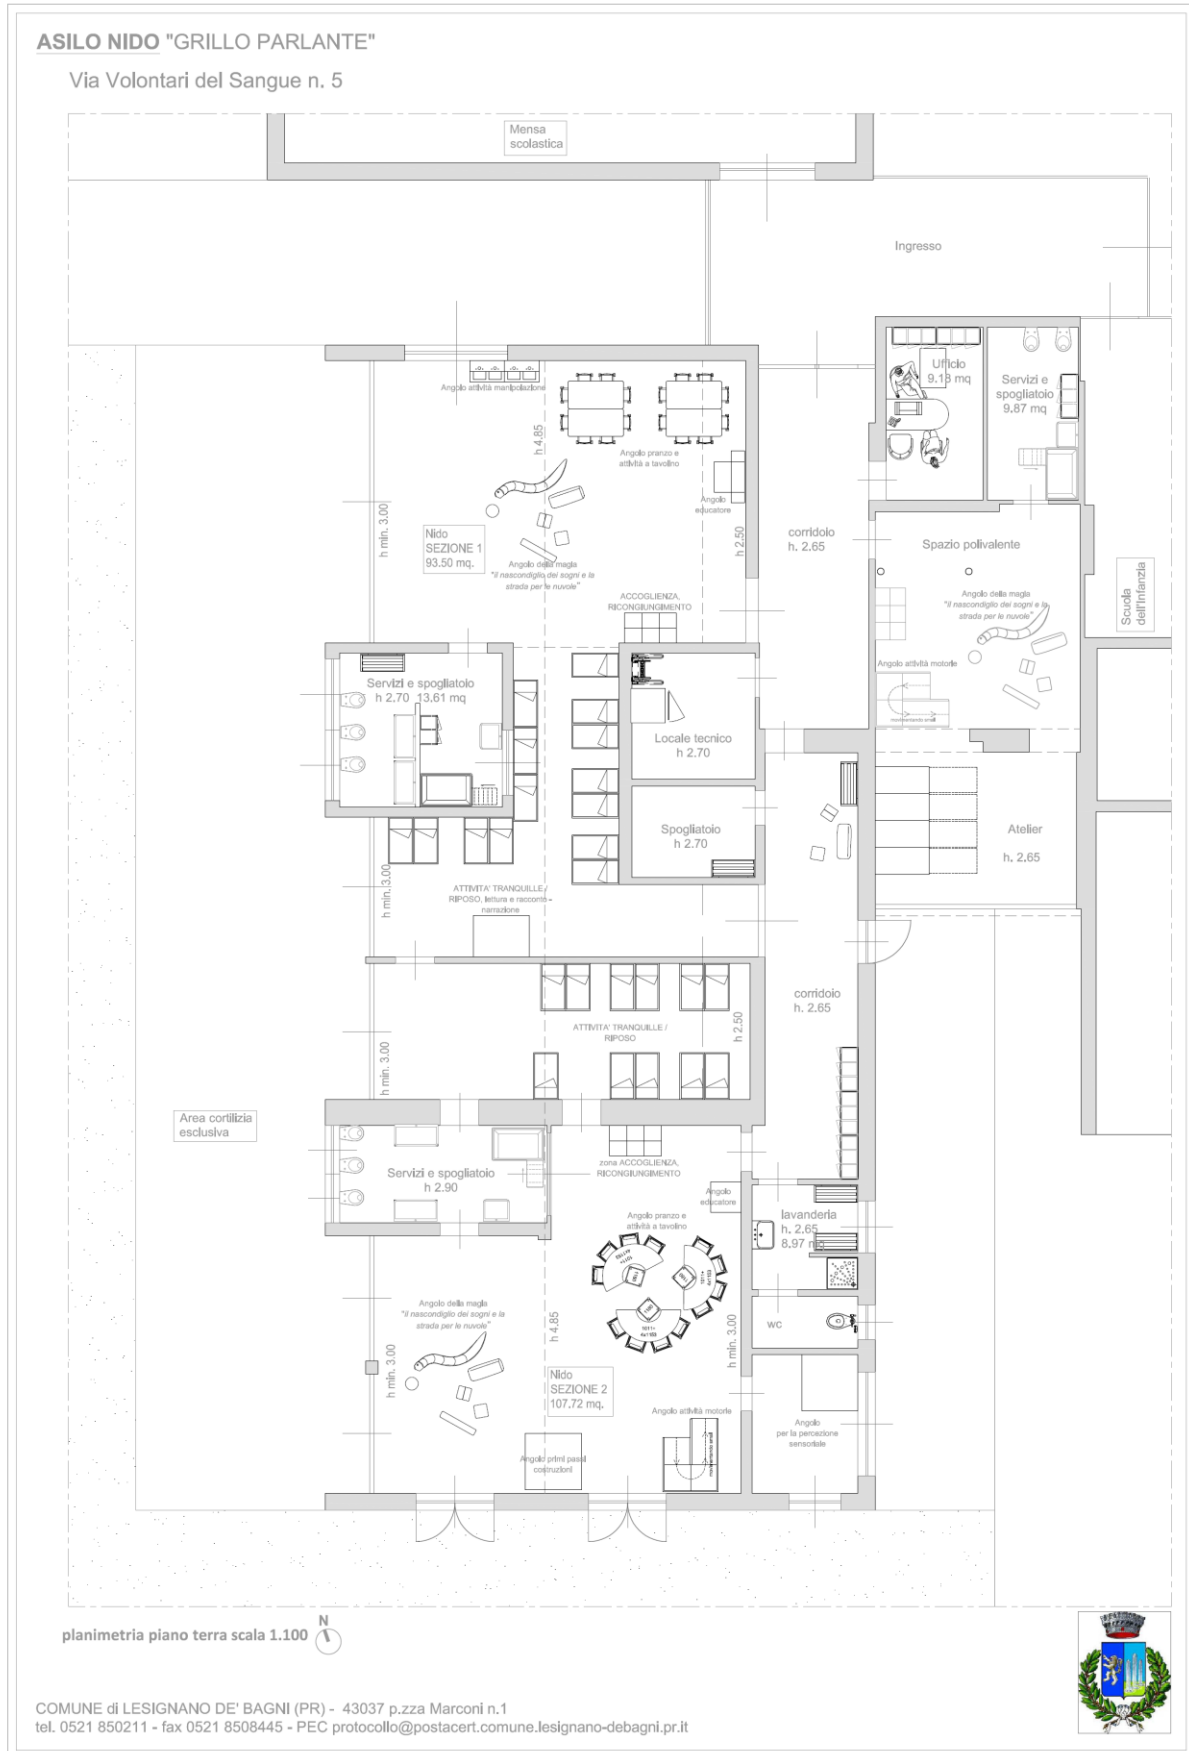 ASILO NIDO "GRILLO PARLANTE"
Via Volontari del Sangue n. 5
Mensa
scolastica
Ingresso
Ufficio
9.18 mq
Servizi e
spogliatoio
9.87 mq
Angolo attività manipolazione
h 4.85
Angolo pranzo e
attività a tavolino
Angolo
educatore
h min. 3.00
Nido
SEZIONE 1
93.50 mq.
h 2.50
corridoio
h. 2.65
Spazio polivalente
Angolo della magia
"il nascondiglio dei sogni e la
strada per le nuvole"
ACCOGLIENZA,
RICONGIUNGIMENTO
Angolo della magia
"il nascondiglio dei sogni e la
strada per le nuvole"
Scuola
dell'Infanzia
Angolo attività motorie
Servizi e spogliatoio
h 2.70 13,61 mq
Locale tecnico
h 2.70
Spogliatoio
h 2.70
Atelier
h. 2.65
h min. 3.00
ATTIVITA' TRANQUILLE /
RIPOSO, lettura e racconto –
narrazione
corridoio
h. 2.65
ATTIVITA' TRANQUILLE /
RIPOSO
h 2.50
h min. 3.00
Area cortilizia
esclusiva
Servizi e spogliatoio
h 2.90
zona ACCOGLIENZA,
RICONGIUNGIMENTO
Angolo
educatore
Angolo pranzo e
attività a tavolino
lavanderia
h. 2.65
8.97 mq
wc
Angolo della magia
"il nascondiglio dei sogni e la
strada per le nuvole"
h 4.85
h min. 3.00
h min. 3.00
Nido
SEZIONE 2
107.72 mq.
Angolo attività motorie
Angolo
per la percezione
sensoriale
Angolo primi passi
costruzioni
planimetria piano terra scala 1.100
N
COMUNE di LESIGNANO DE' BAGNI (PR) - 43037 p.zza Marconi n.1
tel. 0521 850211 - fax 0521 8508445 - PEC protocollo@postacert.comune.lesignano-debagni.pr.it